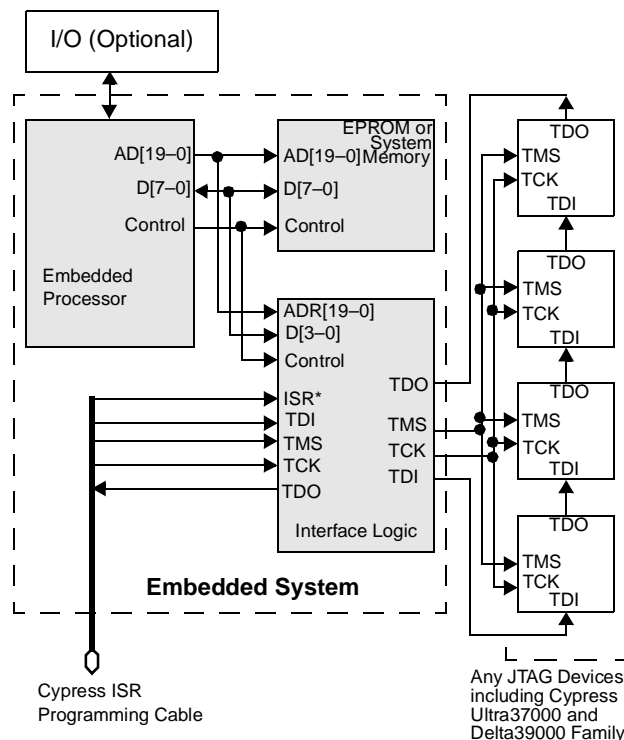 I/O (Optional)
Embedded
Processor
AD[19–0]
D[7–0]
Control
EPROM or
System
Memory
AD[19–0]
D[7–0]
Control
ADR[19–0]
D[3–0]
Control
ISR*
TDI
TMS
TCK
TDO
TDO
TMS
TCK
TDI
Interface Logic
Embedded System
TDO
TMS
TCK
TDI
TDO
TMS
TCK
TDI
TDO
TMS
TCK
TDI
TDO
TMS
TCK
TDI
Cypress ISR
Programming Cable
Any JTAG Devices
including Cypress
Ultra37000 and
Delta39000 Family